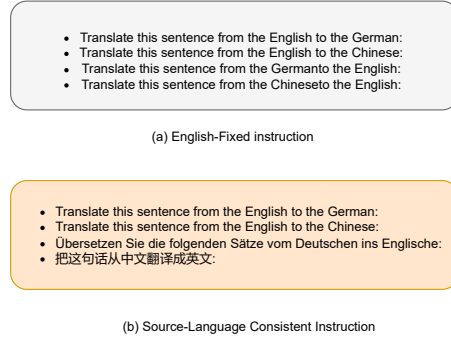 • Translate this sentence from the English to the German:
• Translate this sentence from the English to the Chinese:
• Translate this sentence from the Germanto the English:
• Translate this sentence from the Chineseto the English:
(a) English-Fixed instruction
• Translate this sentence from the English to the German:
• Translate this sentence from the English to the Chinese:
• Übersetzen Sie die folgenden Sätze vom Deutschen ins Englische:
• 把这句话从中文翻译成英文:
(b) Source-Language Consistent Instruction